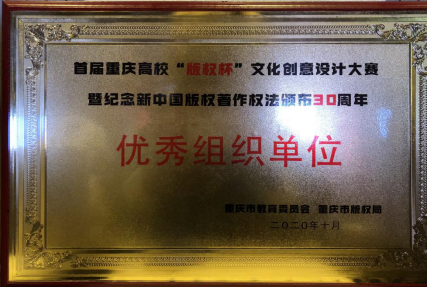 首届重庆高校“版权杯”文化创意设计大赛
暨纪念新中国版权著作权法颁布30周年
优秀组织单位
重庆市教育委员会 重庆市版权局
二〇二〇年十月